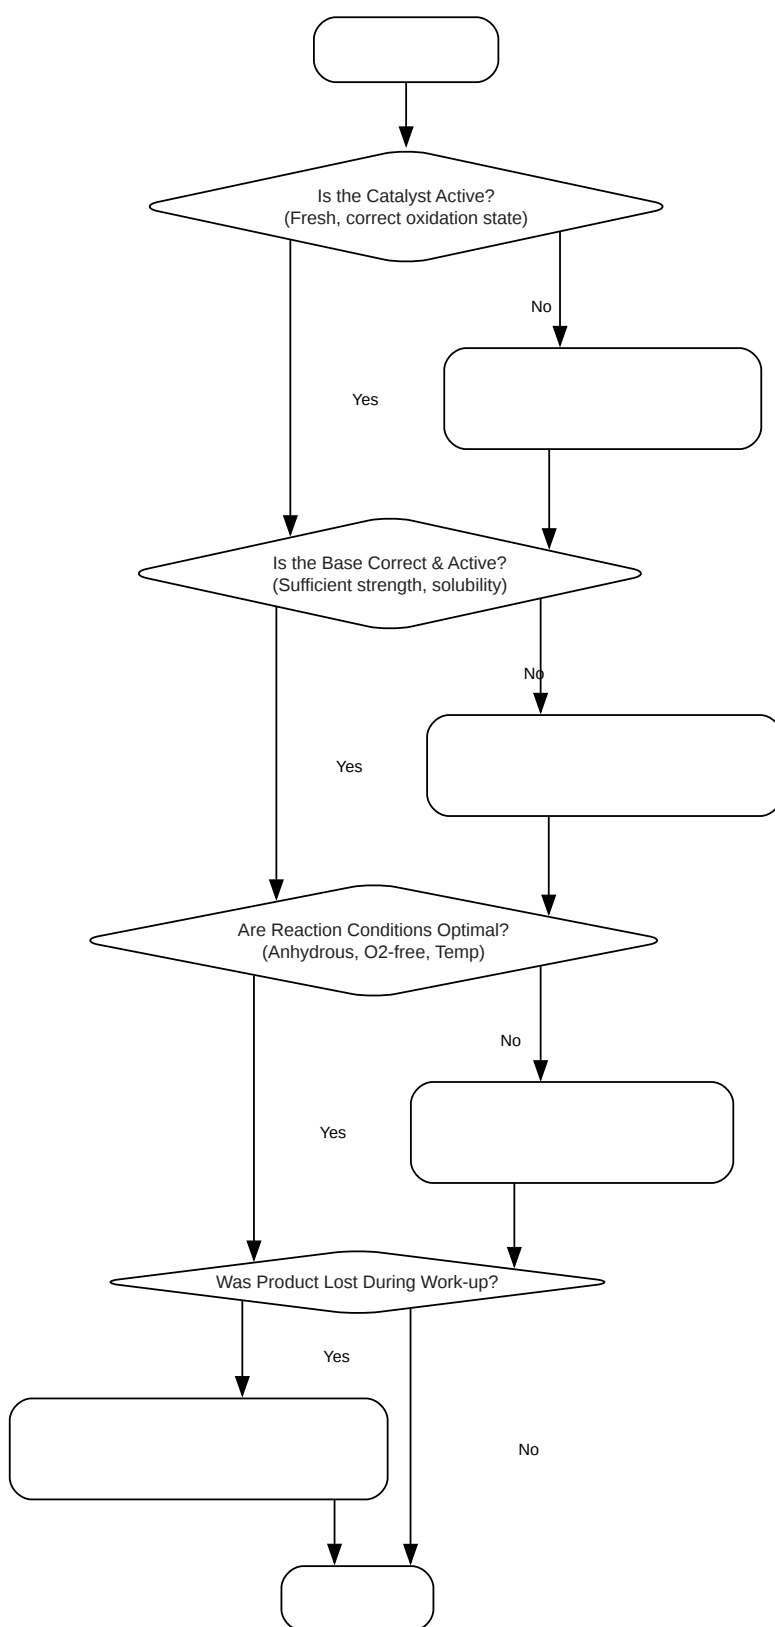 Is the Catalyst Active?
(Fresh, correct oxidation state)
No
Yes
Is the Base Correct & Active?
(Sufficient strength, solubility)
No
Yes
Are Reaction Conditions Optimal?
(Anhydrous, O2-free, Temp)
No
Yes
Was Product Lost During Work-up?
Yes
No